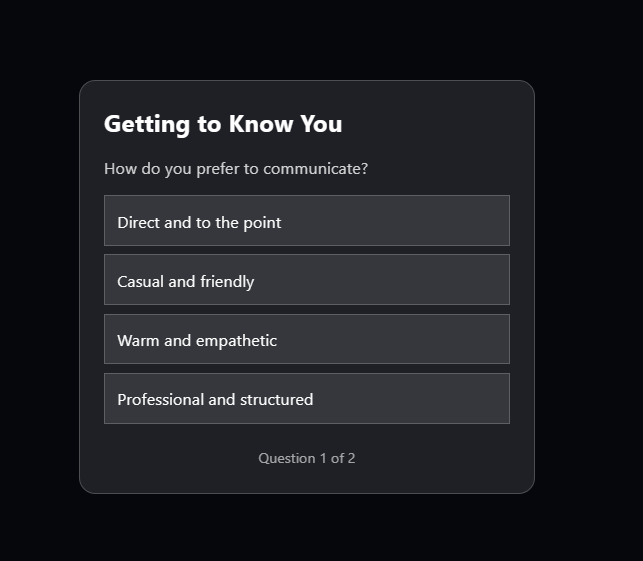 Getting to Know You
How do you prefer to communicate?
Direct and to the point
Casual and friendly
Warm and empathetic
Professional and structured
Question 1 of 2